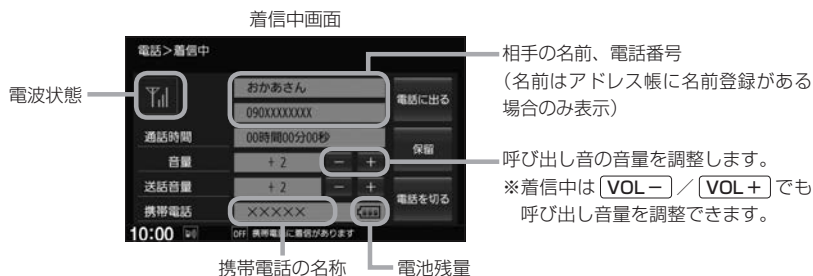 着信中画面
電話>着信中
おかあさん
090XXXXXXXX
電話に出る
通話時間
00時間00分00秒
保留
音量
+ 2
− +
送話音量
+ 2
− +
電話を切る
携帯電話
×××××
10:00
OFF 携帯電話に着信があります
電波状態
相手の名前、電話番号
（名前はアドレス帳に名前登録がある
場合のみ表示）
呼び出し音の音量を調整します。
※着信中は VOL− ／ VOL+ でも
呼び出し音量を調整できます。
携帯電話の名称
電池残量